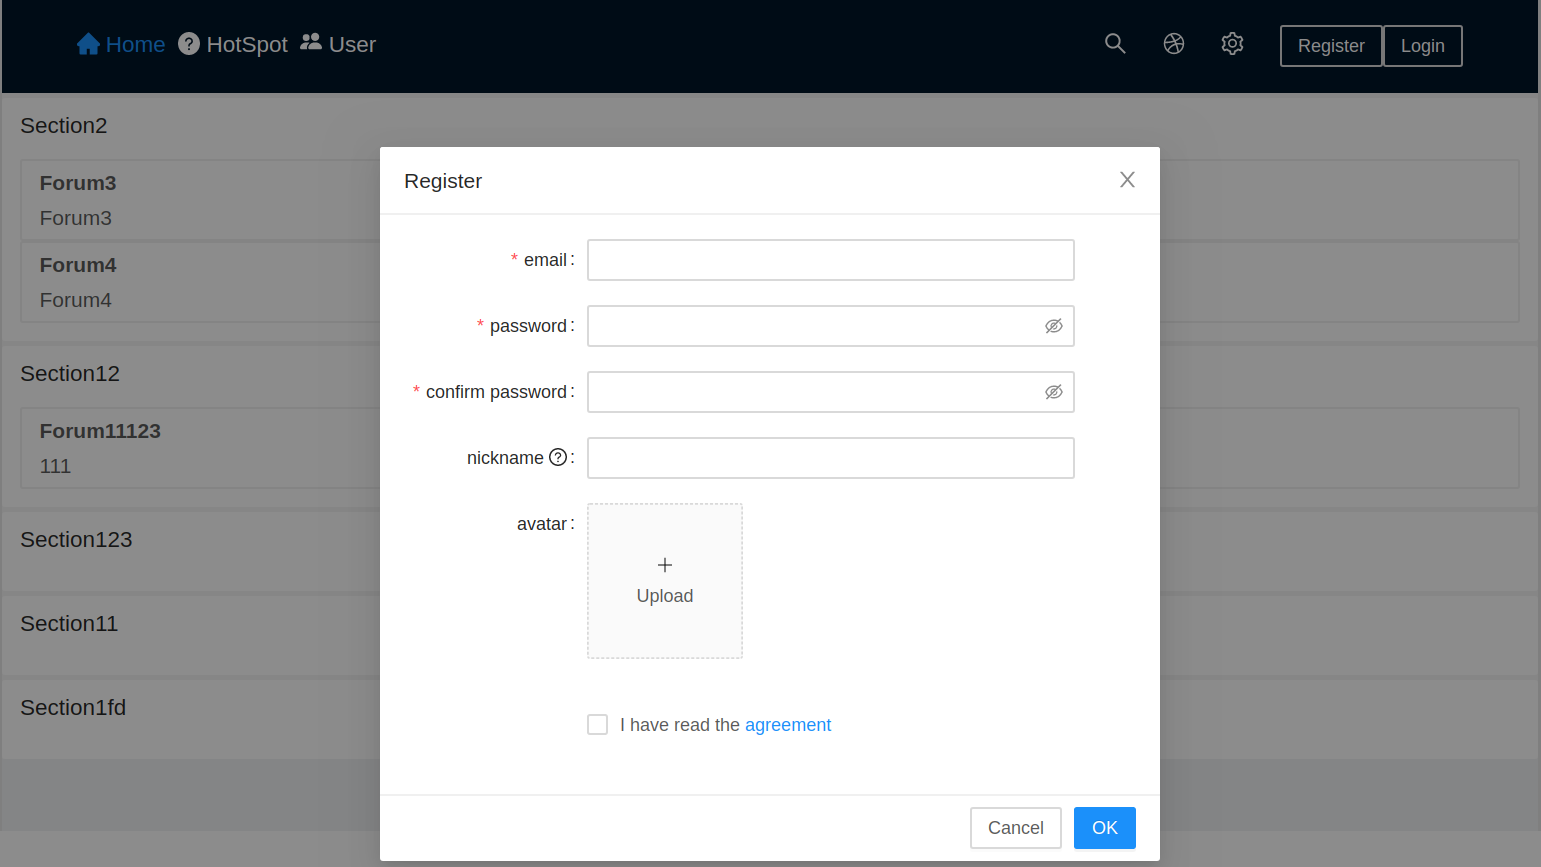 Home HotSpot User Register Login
Section2
Forum3
Forum3
Forum4
Forum4
Section12
Forum11123
111
Section123
Section11
Section1fd
Register
* email:
* password:
* confirm password:
nickname ? :
avatar:
+
Upload
I have read the agreement
Cancel OK